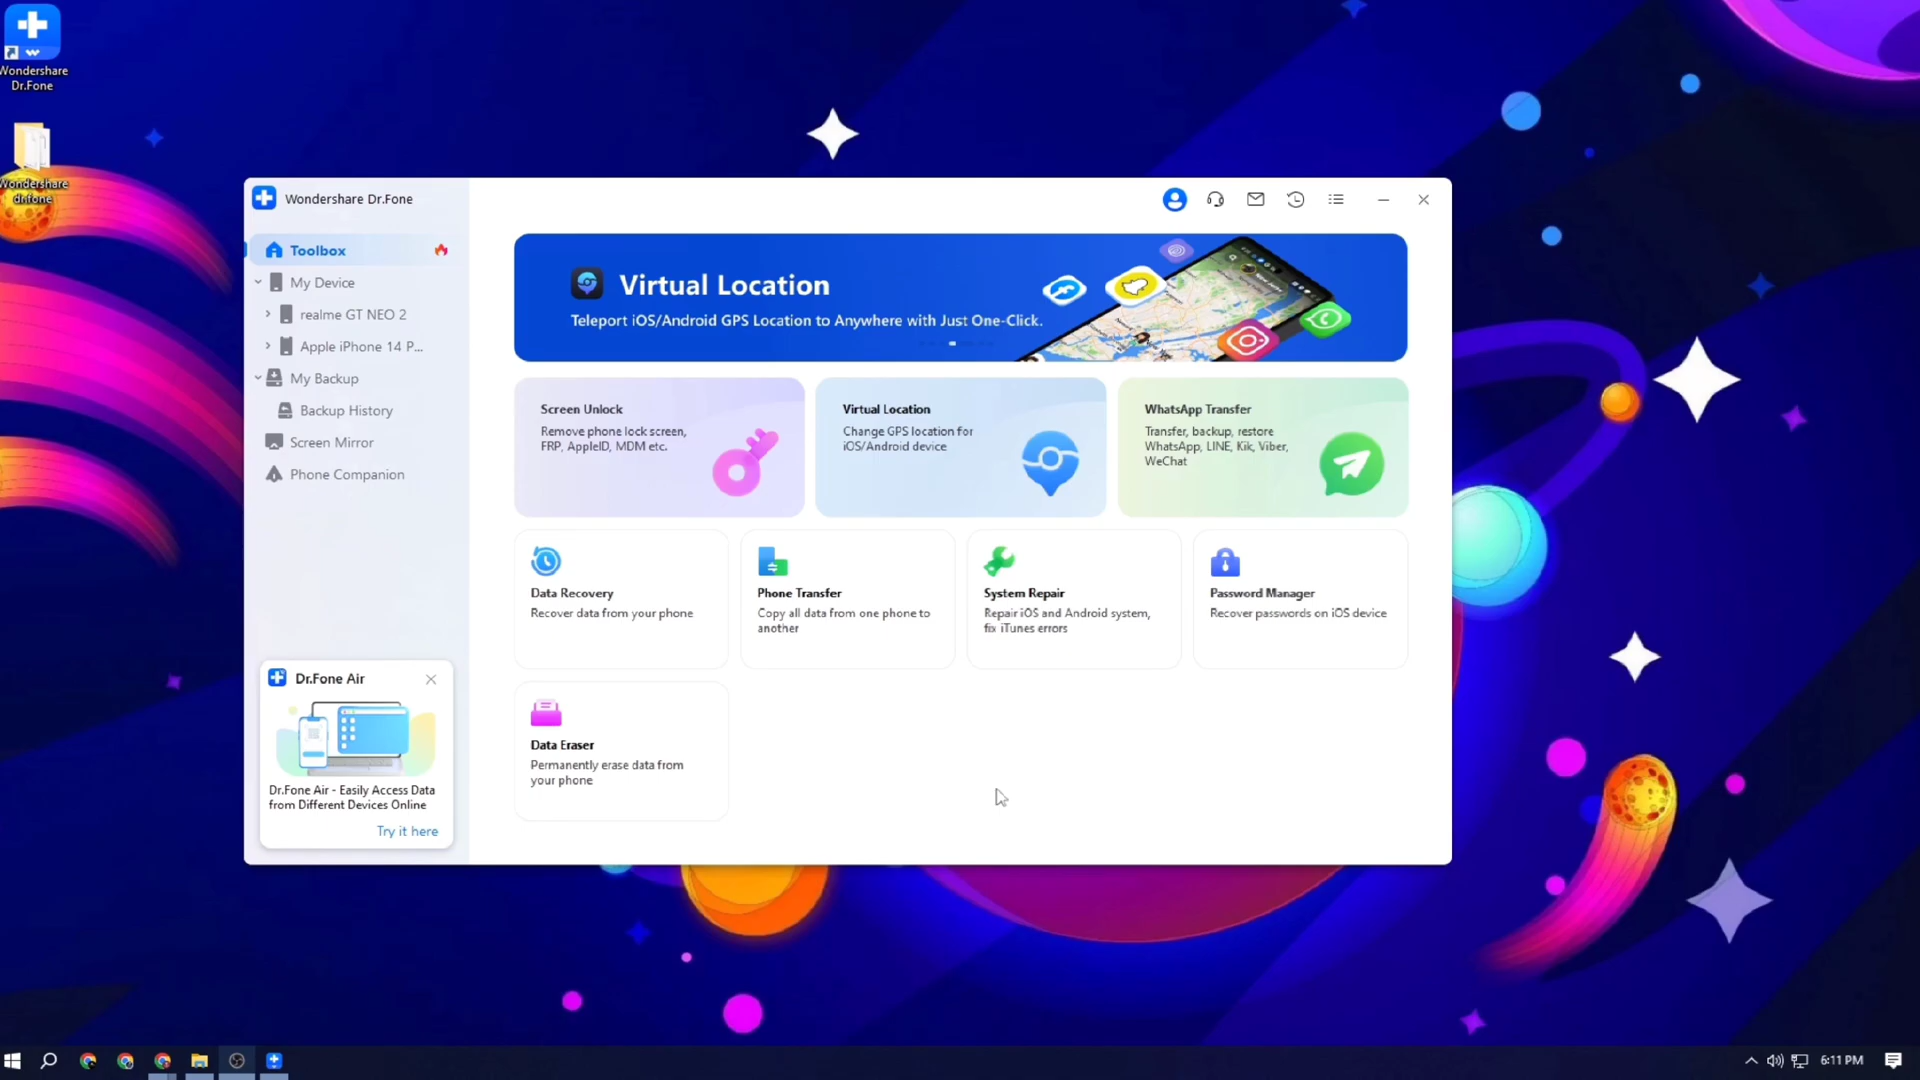 Wondershare
Dr.Fone
Wondershare
drfone
Wondershare Dr.Fone
Toolbox
My Device
realme GT NEO 2
Apple iPhone 14 P...
My Backup
Backup History
Screen Mirror
Phone Companion
Dr.Fone Air
Dr.Fone Air - Easily Access Data
from Different Devices Online
Try it here
Virtual Location
Teleport iOS/Android GPS Location to Anywhere with Just One-Click.
Screen Unlock
Remove phone lock screen,
FRP, AppleID, MDM etc.
Virtual Location
Change GPS location for
iOS/Android device
WhatsApp Transfer
Transfer, backup, restore
WhatsApp, LINE, Kik, Viber,
WeChat
Data Recovery
Recover data from your phone
Phone Transfer
Copy all data from one phone to
another
System Repair
Repair iOS and Android system,
fix iTunes errors
Password Manager
Recover passwords on iOS device
Data Eraser
Permanently erase data from
your phone
6:11 PM